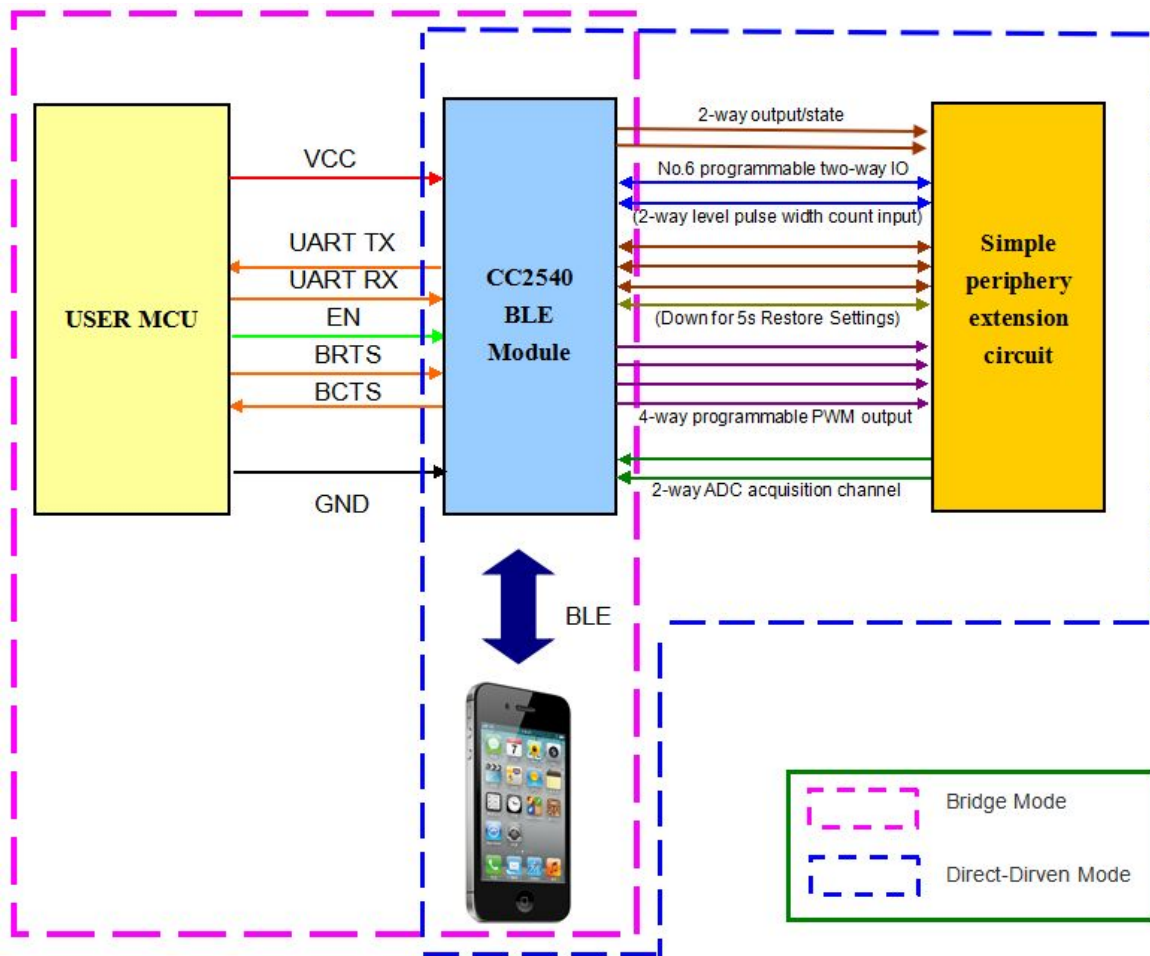 USER MCU
VCC
UART TX
UART RX
EN
BRTS
BCTS
GND
CC2540
BLE
Module
2-way output/state
No.6 programmable two-way IO
(2-way level pulse width count input)
(Down for 5s Restore Settings)
4-way programmable PWM output
2-way ADC acquisition channel
Simple
periphery
extension
circuit
BLE
Bridge Mode
Direct-Dirven Mode